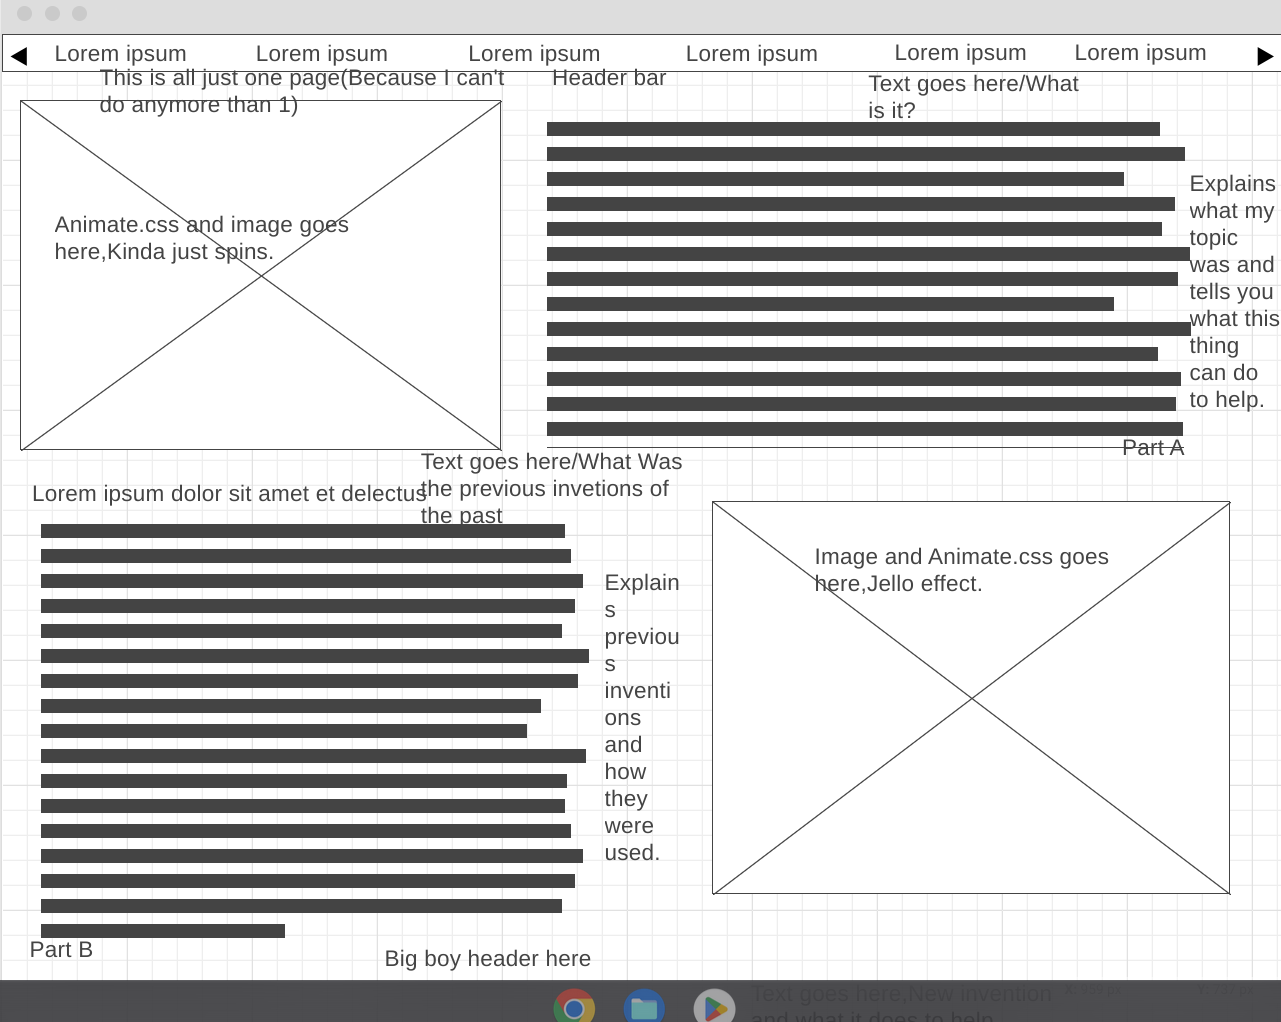 Lorem ipsum Lorem ipsum Lorem ipsum Lorem ipsum Lorem ipsum Lorem ipsum
This is all just one page(Because I can't
do anymore than 1)
Header bar
Text goes here/What
is it?
Animate.css and image goes
here,Kinda just spins.
Explains
what my
topic
was and
tells you
what this
thing
can do
to help.
Part A
Text goes here/What Was
the previous invetions of
the past
Lorem ipsum dolor sit amet et delectus
Image and Animate.css goes
here,Jello effect.
Explain
s
previou
s
inventi
ons
and
how
they
were
used.
Part B
Big boy header here
Text goes here,New invention
and what it does to help